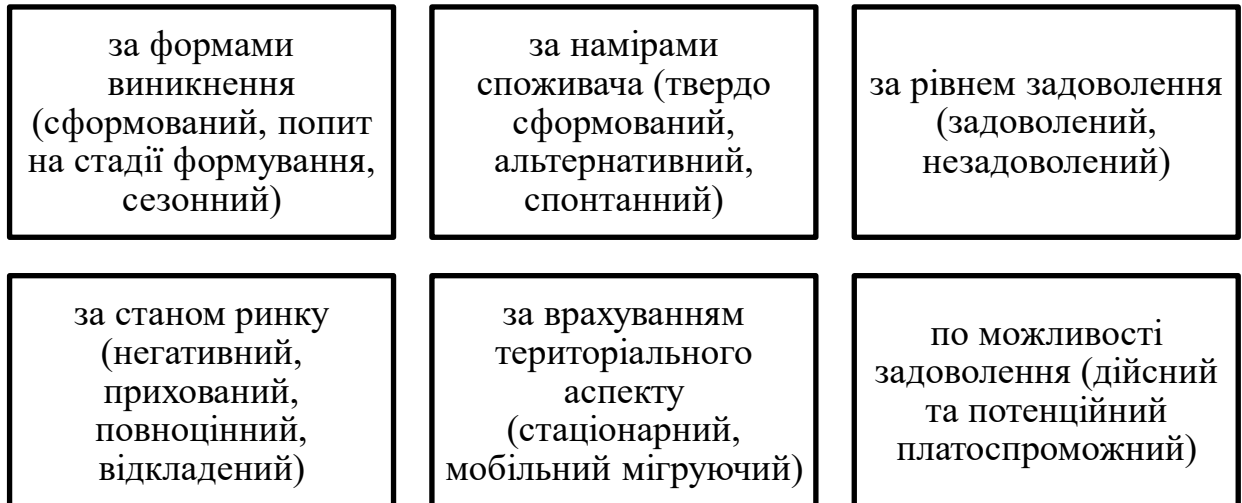 за формами
виникнення
(сформований, попит
на стадії формування,
сезонний)
за намірами
споживача (твердо
сформований,
альтернативний,
спонтанний)
за рівнем задоволення
(задоволений,
незадоволений)
за станом ринку
(негативний,
прихований,
повноцінний,
відкладений)
за врахуванням
територіального
аспекту
(стаціонарний,
мобільний мігруючий)
по можливості
задоволення (дійсний
та потенційний
платоспроможний)